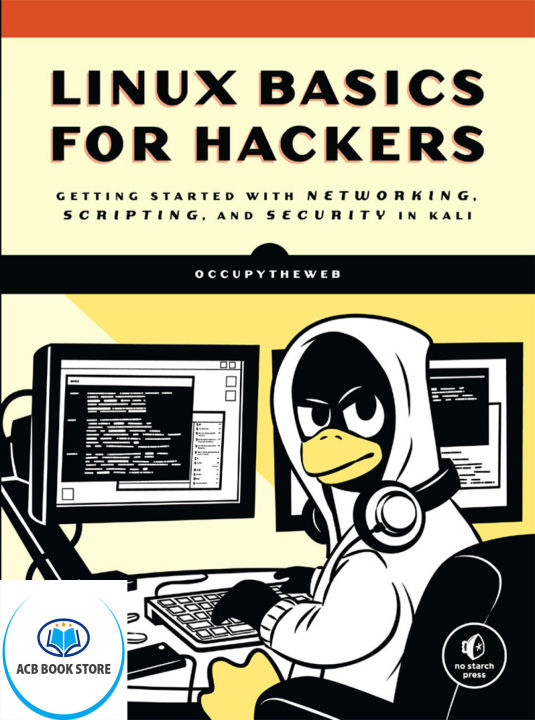 LINUX BASICS
FOR HACKERS
GETTING STARTED WITH NETWORKING,
SCRIPTING, AND SECURITY IN KALI
OCCUPYTHEWEB
ACB BOOK STORE
no starch
press